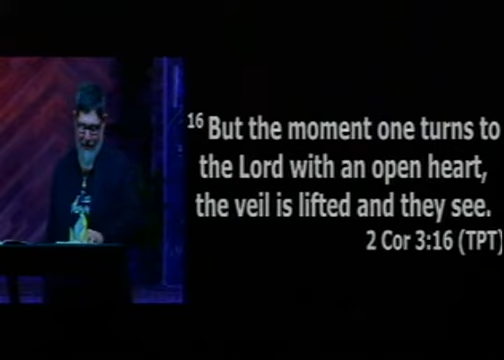 16 But the moment one turns to
the Lord with an open heart,
the veil is lifted and they see.
2 Cor 3:16 (TPT)